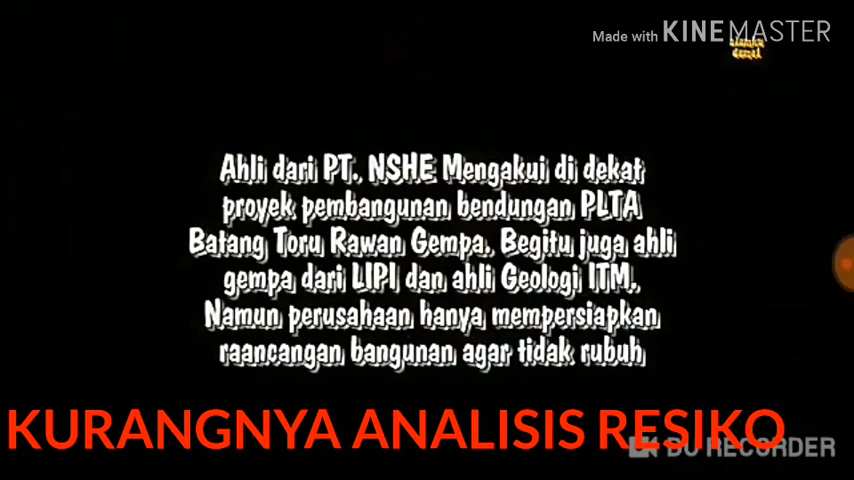 Made with KINEMASTER
Ahli dari PT., NSHE Mengakui di dekat
proyek pembangunan bendungan PLTA
Batang Toru Rawan Gempa. Begitu juga ahli
gempa dari LIPI dan ahli Geologi ITM.
Namun perusahaan hanya mempersiapkan
raancangan bangunan agar tidak rubuh
KURANGNYA ANALISIS RESIKO
DU RECORDER